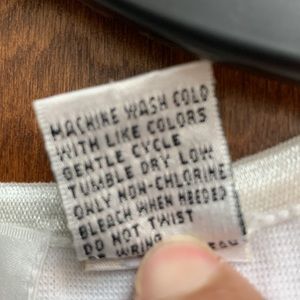 MACHINE WASH COLD
WITH LIKE COLORS
GENTLE CYCLE
TUMBLE DRY LOW
ONLY NON-CHLORINE
BLEACH WHEN NEEDED
DO NOT TWIST
WRING